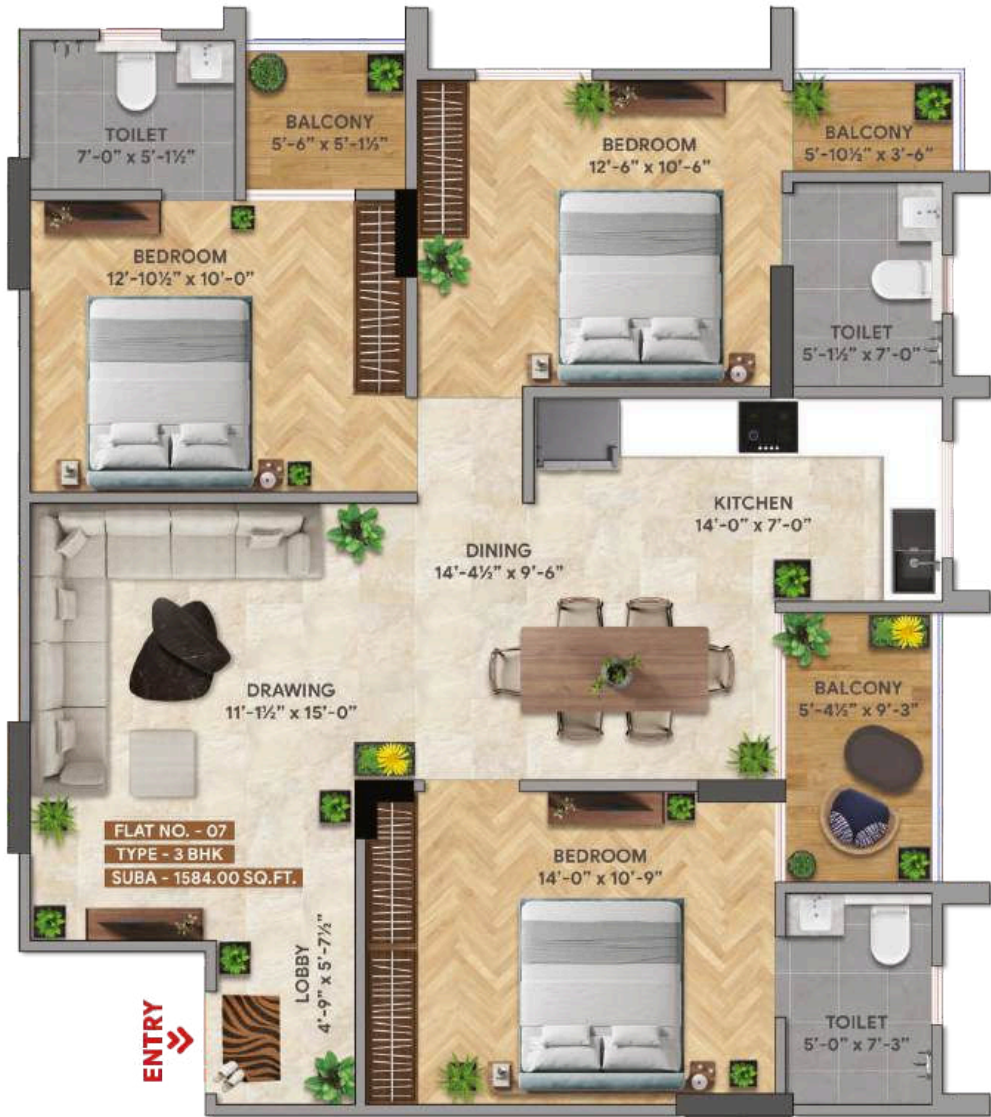 TOILET
7'-0" x 5'-1½"
BALCONY
5'-6" x 5'-1½"
BEDROOM
12'-6" x 10'-6"
BALCONY
5'-10½" x 3'-6"
BEDROOM
12'-10½" x 10'-0"
TOILET
5'-1½" x 7'-0"
KITCHEN
14'-0" x 7'-0"
DINING
14'-4½" x 9'-6"
DRAWING
11'-1½" x 15'-0"
BALCONY
5'-4½" x 9'-3"
FLAT NO. - 07
TYPE - 3 BHK
SUBA - 1584.00 SQ.FT.
BEDROOM
14'-0" x 10'-9"
LOBBY
4'-9" x 5'-7½"
ENTRY
TOILET
5'-0" x 7'-3"